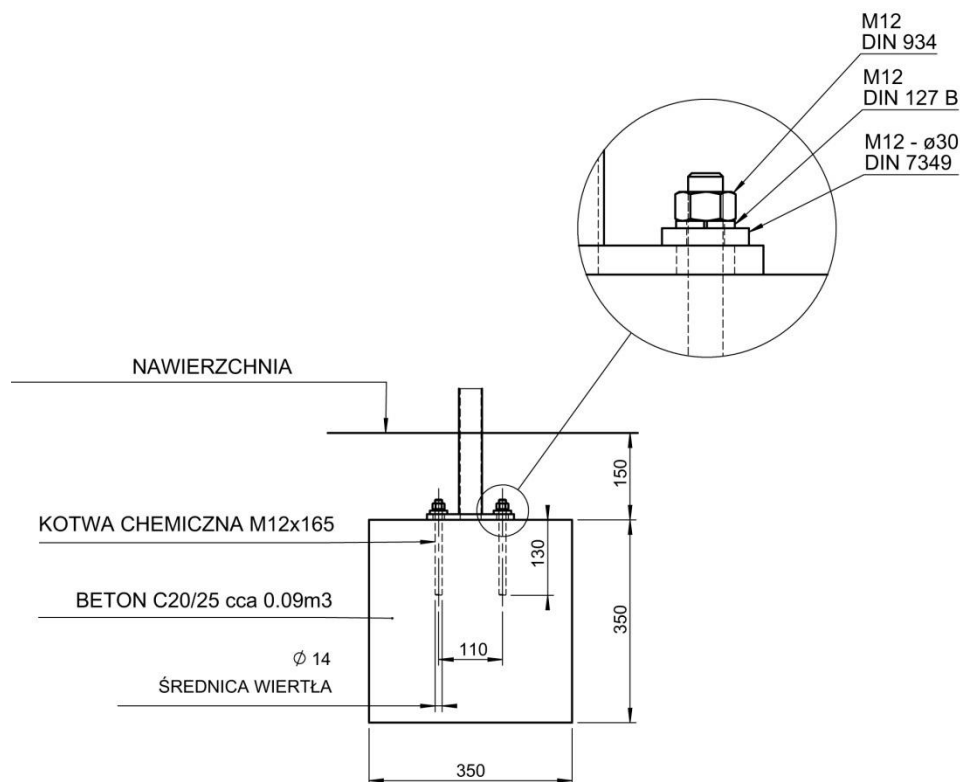 M12
DIN 934
M12
DIN 127 B
M12 - ø30
DIN 7349
NAWIERZCHNIA
150
KOTWA CHEMICZNA M12x165
130
BETON C20/25 cca 0.09m3
350
110
∅ 14
ŚREDNICA WIERTŁA
350